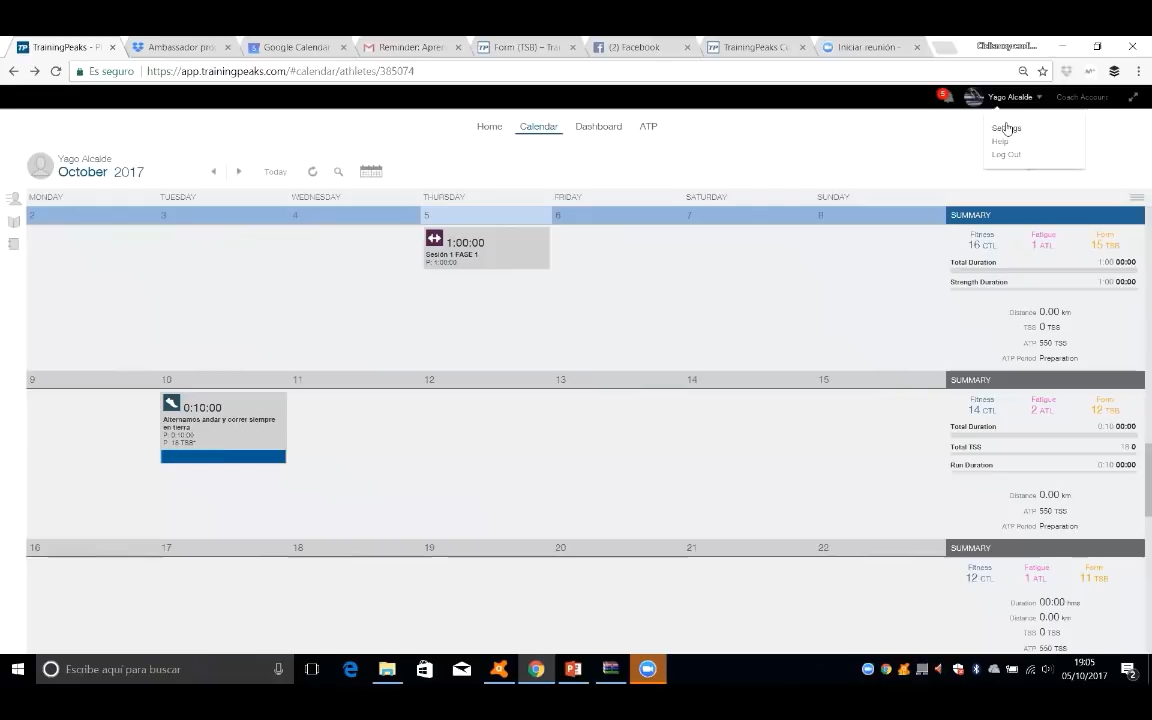 TrainingPeaks - Pl
Ambassador pro
Google Calendar
Reminder: Apre
Form (TSB) – Trai
(2) Facebook
TrainingPeaks Co
Iniciar reunión -
Es seguro
https://app.trainingpeaks.com/#calendar/athletes/385074
5
Yago Alcalde
Coach Account
Home
Calendar
Dashboard
ATP
Settings
Help
Log Out
Yago Alcalde
October 2017
Today
MONDAY
TUESDAY
WEDNESDAY
THURSDAY
FRIDAY
SATURDAY
SUNDAY
2
3
4
5
6
7
8
SUMMARY
1:00:00
Sesión 1 FASE 1
P: 1:00:00
Fitness
Fatigue
Form
16 CTL
1 ATL
15 TSB
Total Duration
1:00 00:00
Strength Duration
1:00 00:00
Distance 0.00 km
TSS 0 TSS
ATP 550 TSS
ATP Period Preparation
9
10
11
12
13
14
15
SUMMARY
0:10:00
Alternamos andar y correr siempre
en tierra
P: 0:10:00
P: 18 TSS*
Fitness
Fatigue
Form
14 CTL
2 ATL
12 TSB
Total Duration
0:10 00:00
Total TSS
18 0
Run Duration
0:10 00:00
Distance 0.00 km
ATP 550 TSS
ATP Period Preparation
16
17
18
19
20
21
22
SUMMARY
Fitness
Fatigue
Form
12 CTL
1 ATL
11 TSB
Duration 00:00 hms
Distance 0.00 km
TSS 0 TSS
Escribe aquí para buscar
19:05
05/10/2017
2